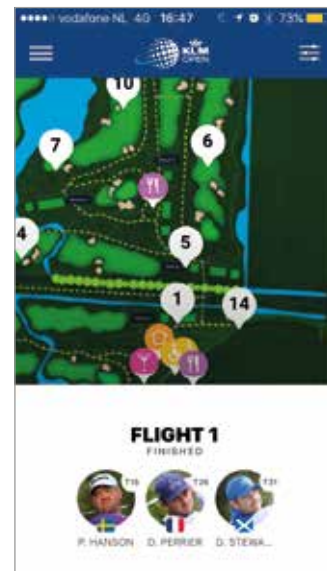 vodafone NL 4G 16:47 73%
KLM
OPEN
10
7
6
4
5
1
14
FLIGHT 1
FINISHED
T15 T26 T31
P. HANSON D. PERRIER D. STEWA...